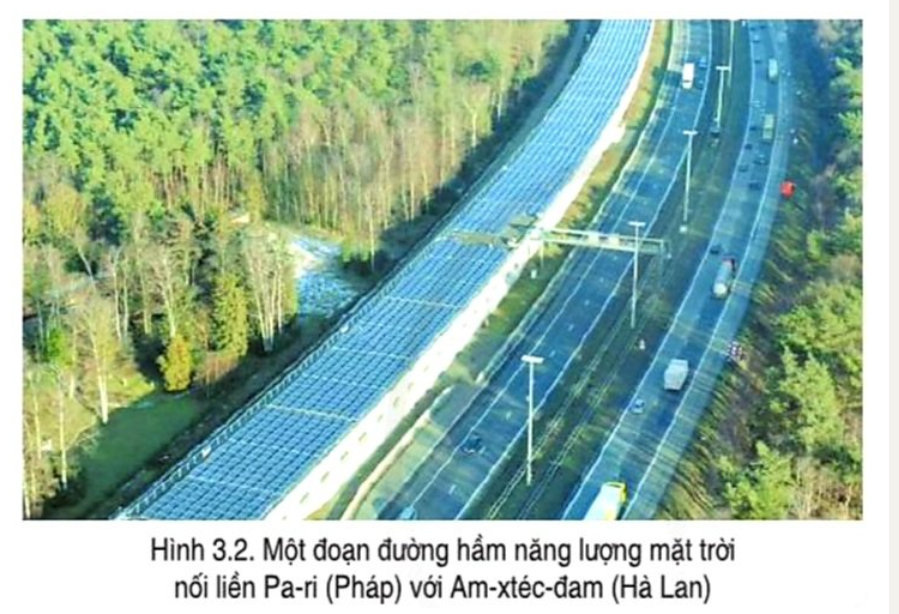 Hình 3.2. Một đoạn đường hầm năng lượng mặt trời
nối liền Pa-ri (Pháp) với Am-xtéc-đam (Hà Lan)